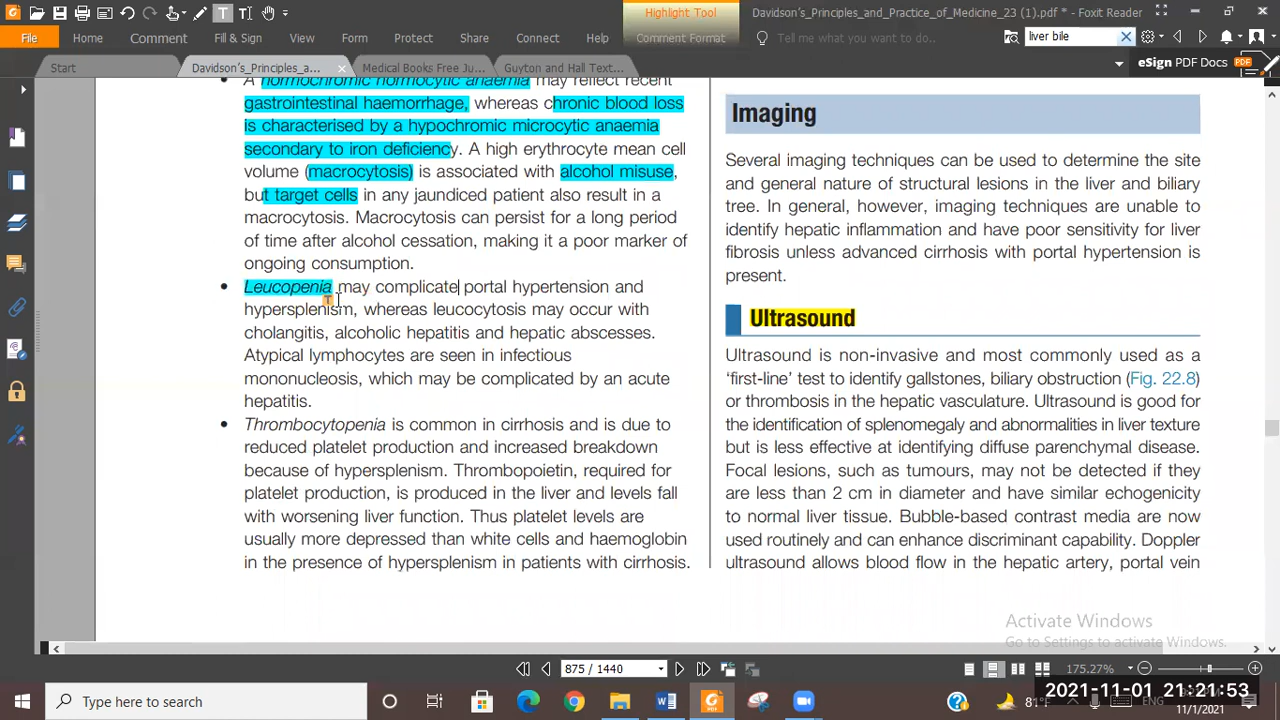 Highlight Tool
Davidson's_Principles_and_Practice_of_Medicine_23 (1).pdf * - Foxit Reader
File Home Comment Fill & Sign View Form Protect Share Connect Help Comment Format Tell me what you want to do.. liver bile
Start Davidson's_Principles_a... Medical Books Free Ju... Guyton and Hall Text... eSign PDF Docs
A normochromic normocytic anaemia may reflect recent
gastrointestinal haemorrhage, whereas chronic blood loss
is characterised by a hypochromic microcytic anaemia
secondary to iron deficiency. A high erythrocyte mean cell
volume (macrocytosis) is associated with alcohol misuse,
but target cells in any jaundiced patient also result in a
macrocytosis. Macrocytosis can persist for a long period
of time after alcohol cessation, making it a poor marker of
ongoing consumption.
• Leucopenia may complicate portal hypertension and
hypersplenism, whereas leucocytosis may occur with
cholangitis, alcoholic hepatitis and hepatic abscesses.
Atypical lymphocytes are seen in infectious
mononucleosis, which may be complicated by an acute
hepatitis.
• Thrombocytopenia is common in cirrhosis and is due to
reduced platelet production and increased breakdown
because of hypersplenism. Thrombopoietin, required for
platelet production, is produced in the liver and levels fall
with worsening liver function. Thus platelet levels are
usually more depressed than white cells and haemoglobin
in the presence of hypersplenism in patients with cirrhosis.
Imaging
Several imaging techniques can be used to determine the site
and general nature of structural lesions in the liver and biliary
tree. In general, however, imaging techniques are unable to
identify hepatic inflammation and have poor sensitivity for liver
fibrosis unless advanced cirrhosis with portal hypertension is
present.
Ultrasound
Ultrasound is non-invasive and most commonly used as a
'first-line' test to identify gallstones, biliary obstruction (Fig. 22.8)
or thrombosis in the hepatic vasculature. Ultrasound is good for
the identification of splenomegaly and abnormalities in liver texture
but is less effective at identifying diffuse parenchymal disease.
Focal lesions, such as tumours, may not be detected if they
are less than 2 cm in diameter and have similar echogenicity
to normal liver tissue. Bubble-based contrast media are now
used routinely and can enhance discriminant capability. Doppler
ultrasound allows blood flow in the hepatic artery, portal vein
Activate Windows
Go to Settings to activate Windows.
875 / 1440 175.27%
Type here to search 81°F ENG 11/1/2021
2021-11-01 21:21:53